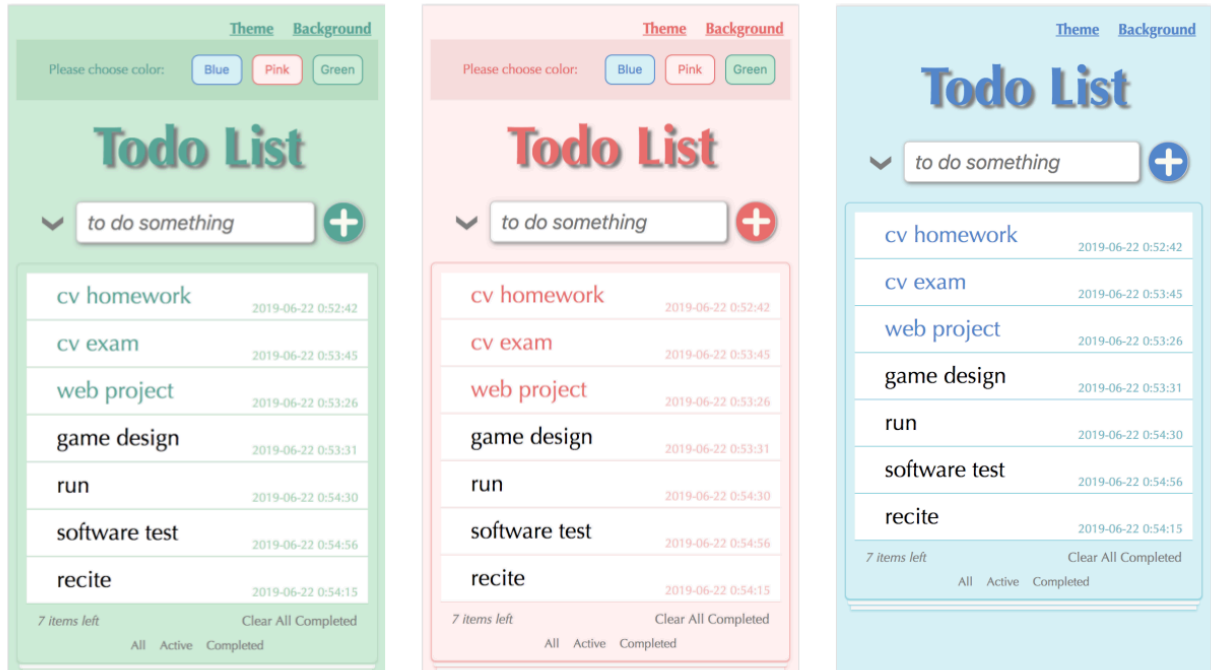 Theme Background
Please choose color: Blue Pink Green
Todo List
to do something
cv homework 2019-06-22 0:52:42
cv exam 2019-06-22 0:53:45
web project 2019-06-22 0:53:26
game design 2019-06-22 0:53:31
run 2019-06-22 0:54:30
software test 2019-06-22 0:54:56
recite 2019-06-22 0:54:15
7 items left Clear All Completed
All Active Completed
Theme Background
Please choose color: Blue Pink Green
Todo List
to do something
cv homework 2019-06-22 0:52:42
cv exam 2019-06-22 0:53:45
web project 2019-06-22 0:53:26
game design 2019-06-22 0:53:31
run 2019-06-22 0:54:30
software test 2019-06-22 0:54:56
recite 2019-06-22 0:54:15
7 items left Clear All Completed
All Active Completed
Theme Background
Todo List
to do something
cv homework 2019-06-22 0:52:42
cv exam 2019-06-22 0:53:45
web project 2019-06-22 0:53:26
game design 2019-06-22 0:53:31
run 2019-06-22 0:54:30
software test 2019-06-22 0:54:56
recite 2019-06-22 0:54:15
7 items left Clear All Completed
All Active Completed